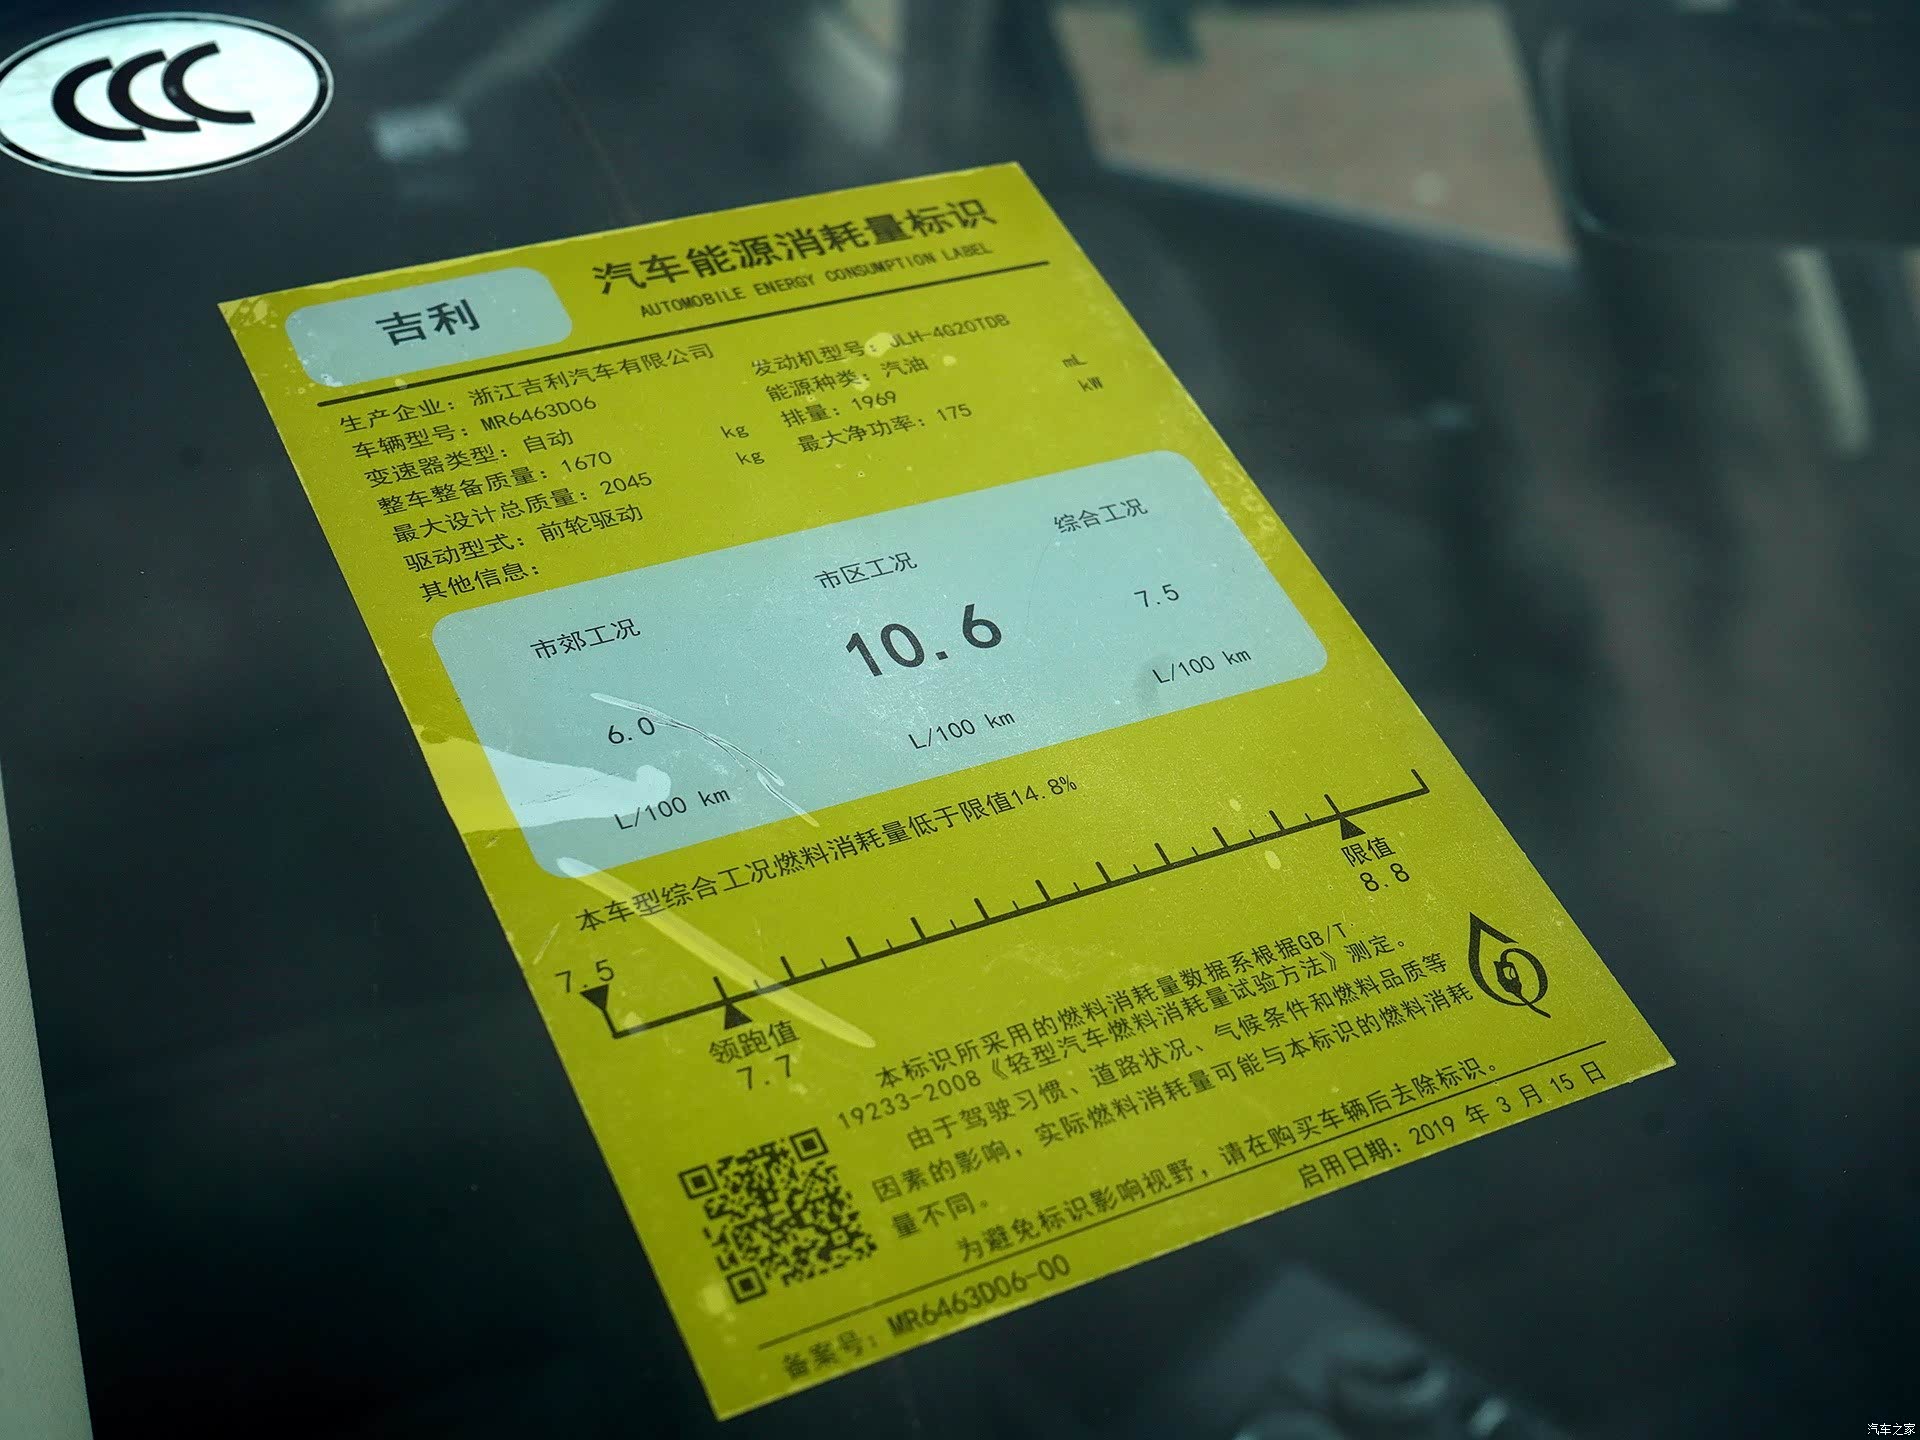 CCC
汽车能源消耗量标识
AUTOMOBILE ENERGY CONSUMPTION LABEL
吉利
生产企业：浙江吉利汽车有限公司
车辆型号：MR6463D06
变速器类型：自动
整车整备质量：1670 kg
最大设计总质量：2045 kg
驱动型式：前轮驱动
其他信息：
发动机型号：JLH-4G20TDB
能源种类：汽油
排量：1969 mL
最大净功率：175 kW
市郊工况
6.0
L/100 km
市区工况
10.6
L/100 km
综合工况
7.5
L/100 km
本车型综合工况燃料消耗量低于限值14.8%
7.5
领跑值
7.7
限值
8.8
本标识所采用的燃料消耗量数据系根据GB/T
19233-2008《轻型汽车燃料消耗量试验方法》测定。
由于驾驶习惯、道路状况、气候条件和燃料品质等
因素的影响，实际燃料消耗量可能与本标识的燃料消耗
量不同。
为避免标识影响视野，请在购买车辆后去除标识。
备案号：MR6463D06-00
启用日期：2019 年 3 月 15 日
汽车之家